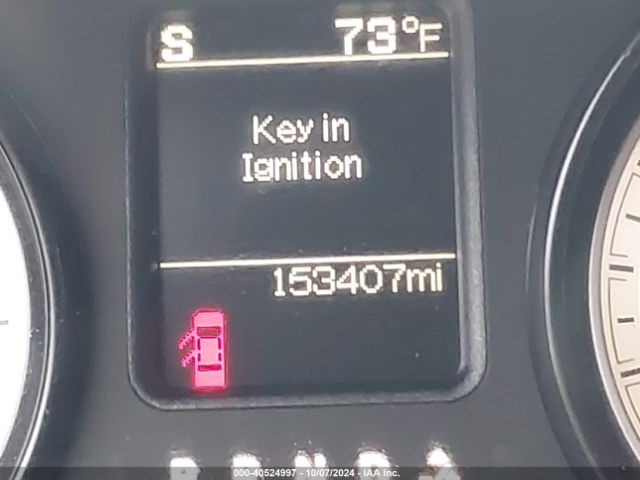 S 73°F
Key in
Ignition
153407mi
000-40524997 - 10/07/2024 - IAA Inc.